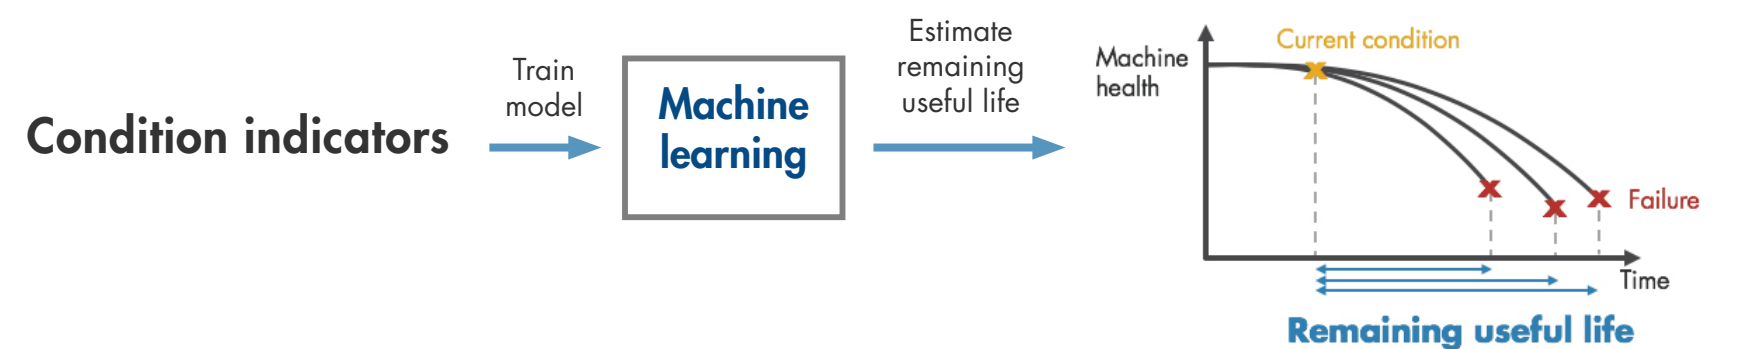 Condition indicators
Train
model
Machine
learning
Estimate
remaining
useful life
Machine
health
Current condition
Failure
Time
Remaining useful life